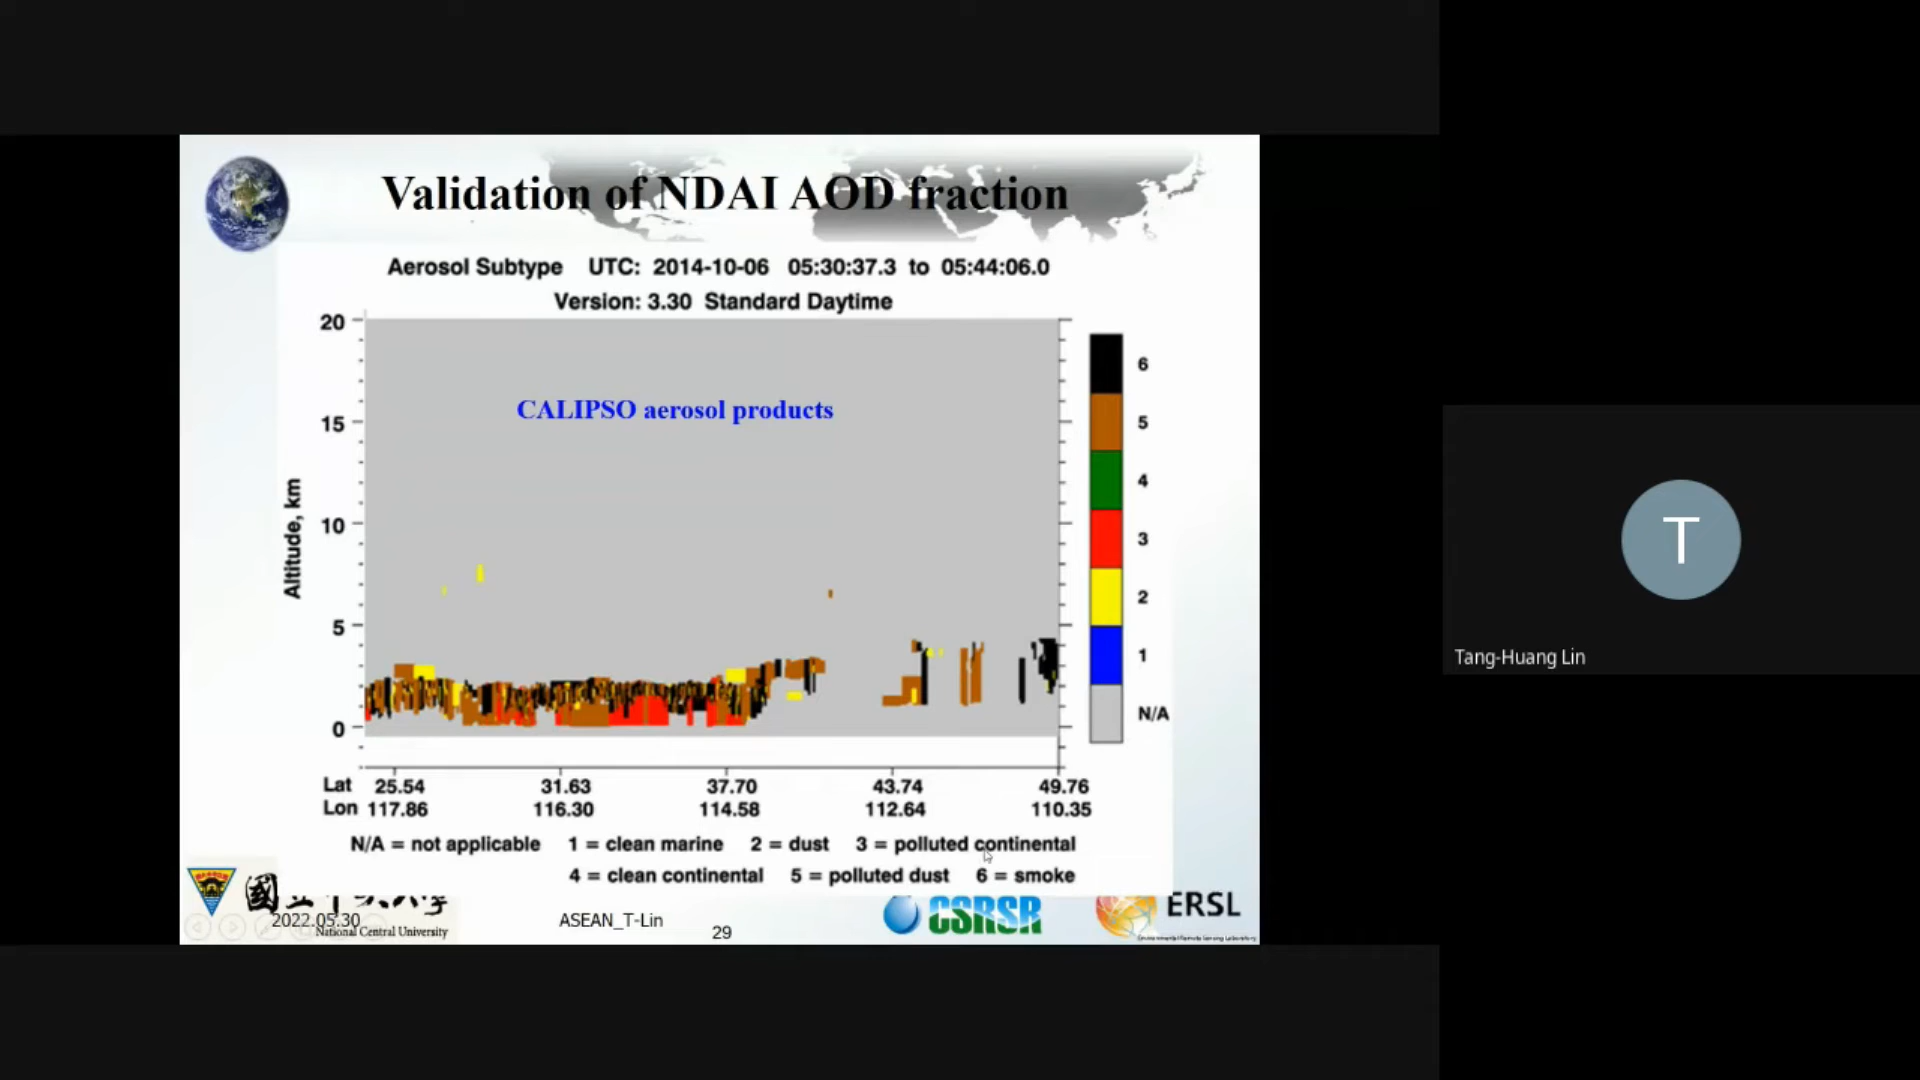 Validation of NDAI AOD fraction
Aerosol Subtype UTC: 2014-10-06 05:30:37.3 to 05:44:06.0
Version: 3.30 Standard Daytime
CALIPSO aerosol products
Altitude, km
20
15
10
5
0
6
5
4
3
2
1
N/A
Lat 25.54 31.63 37.70 43.74 49.76
Lon 117.86 116.30 114.58 112.64 110.35
N/A = not applicable 1 = clean marine 2 = dust 3 = polluted continental
4 = clean continental 5 = polluted dust 6 = smoke
2022.05.30
National Central University
ASEAN_T-Lin
29
CSRSR
ERSL
Environmental Remote Sensing Laboratory
T
Tang-Huang Lin